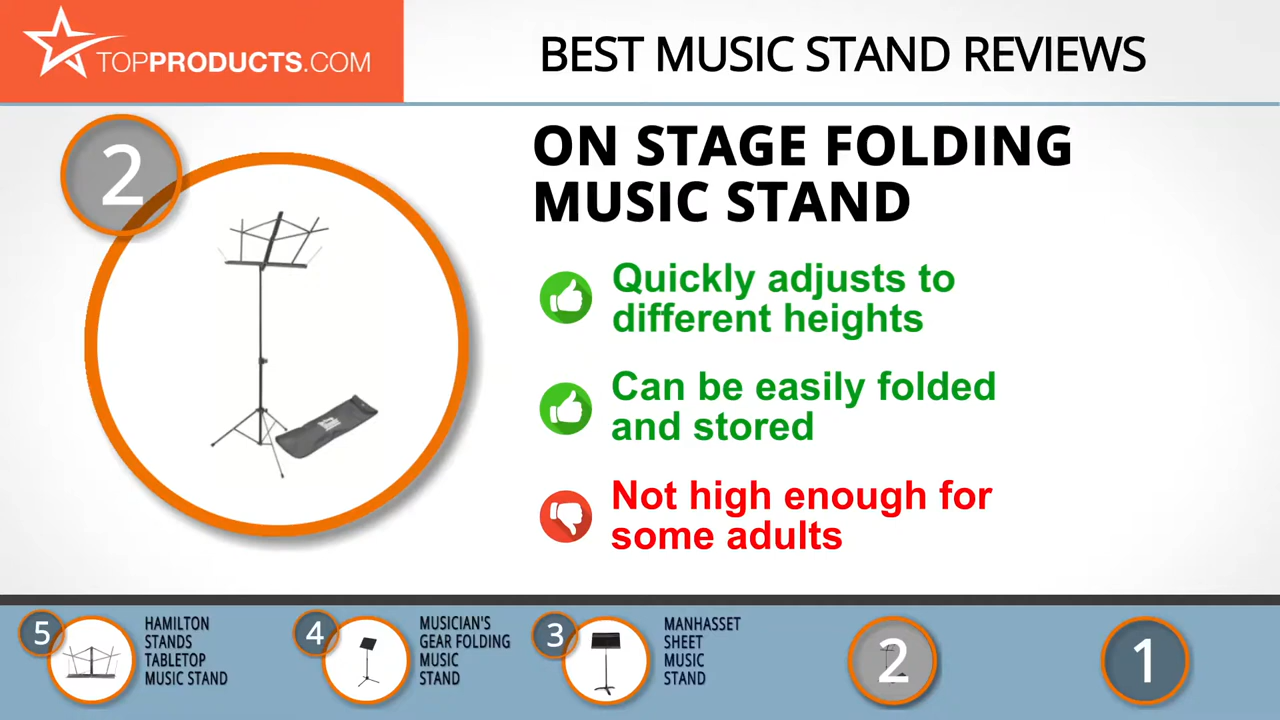 TOPPRODUCTS.COM
BEST MUSIC STAND REVIEWS
2
ON STAGE FOLDING
MUSIC STAND
Quickly adjusts to
different heights
Can be easily folded
and stored
Not high enough for
some adults
5
HAMILTON
STANDS
TABLETOP
MUSIC STAND
4
MUSICIAN'S
GEAR FOLDING
MUSIC
STAND
3
MANHASSET
SHEET
MUSIC
STAND
2
1